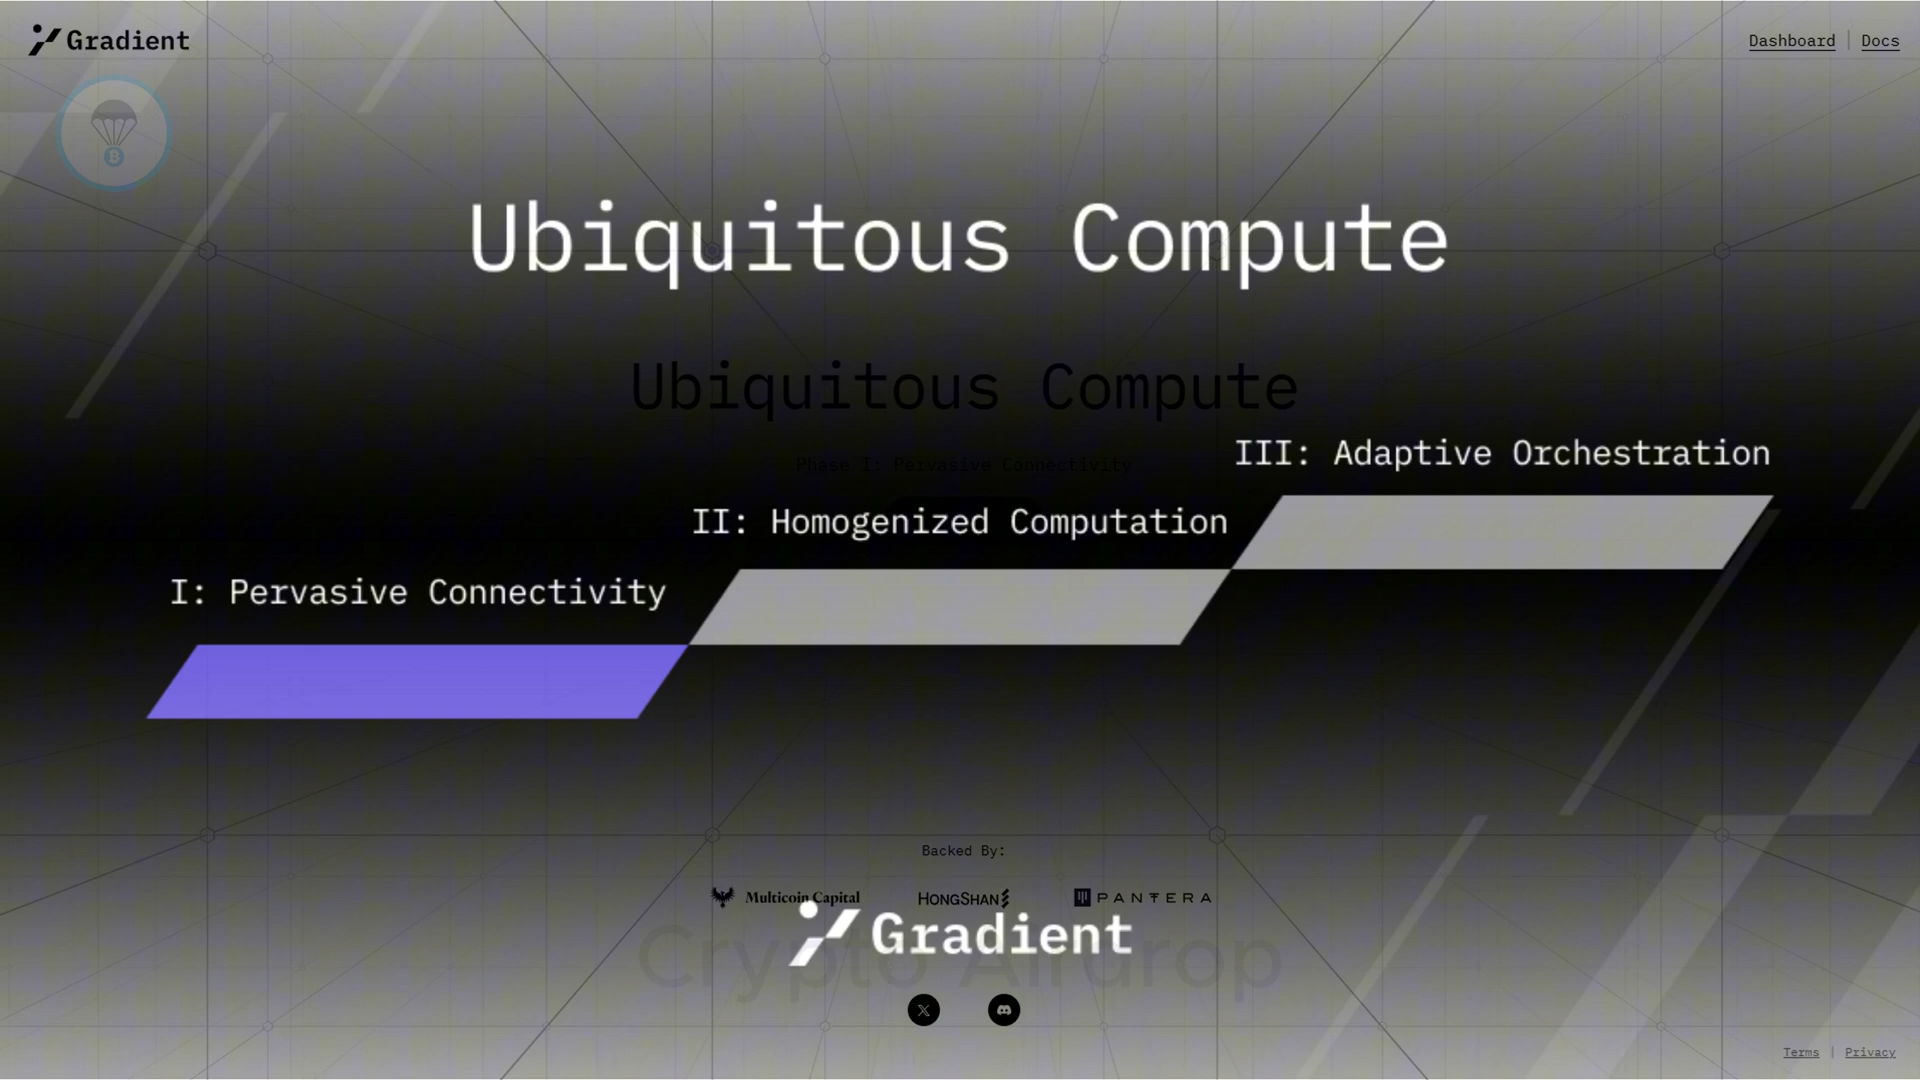 Gradient
Dashboard | Docs
Ubiquitous Compute
Ubiquitous Compute
Phase I: Pervasive Connectivity
III: Adaptive Orchestration
II: Homogenized Computation
I: Pervasive Connectivity
Backed By:
Multicoin Capital HONGSHAN PANTERA
Gradient
Crypto Airdrop
Terms | Privacy